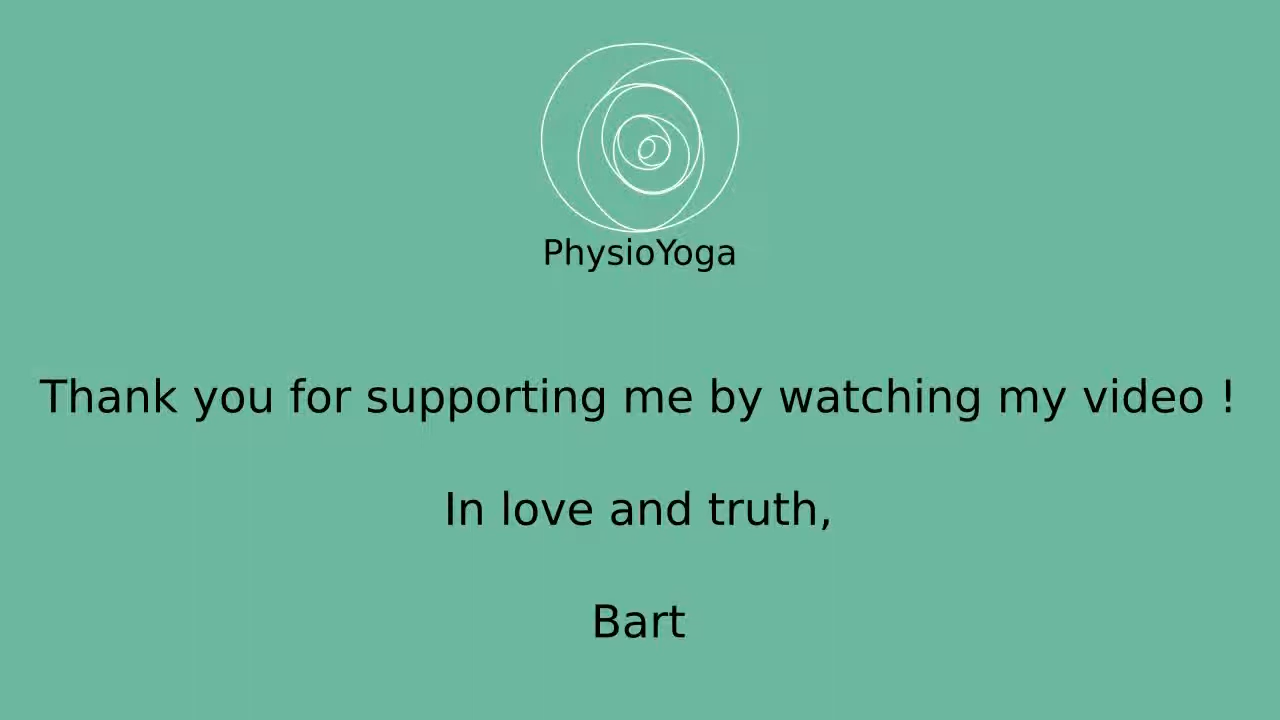 PhysioYoga
Thank you for supporting me by watching my video !
In love and truth,
Bart